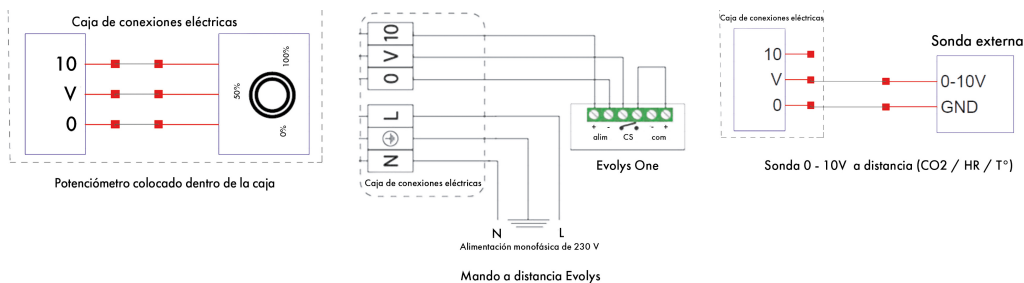 Caja de conexiones eléctricas
10
V
0
100%
50%
0%
Potenciómetro colocado dentro de la caja
10
V
0
L
N
Caja de conexiones eléctricas
+ - CS - +
alim com
Evolys One
N L
Alimentación monofásica de 230 V
Mando a distancia Evolys
Caja de conexiones eléctricas
10
V
0
Sonda externa
0-10V
GND
Sonda 0 - 10V a distancia (CO2 / HR / T°)